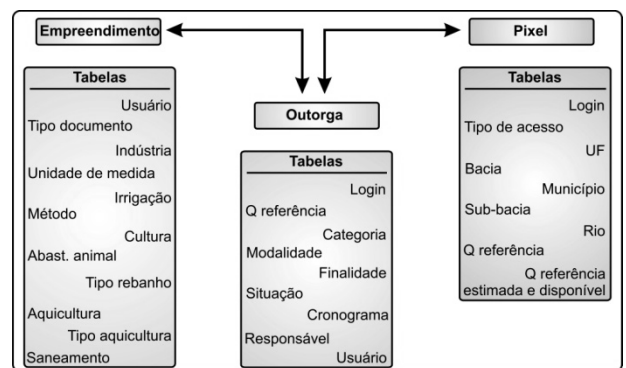 Empreendimento
Pixel
Outorga
Tabelas
Usuário
Tipo documento
Indústria
Unidade de medida
Irrigação
Método
Cultura
Abast. animal
Tipo rebanho
Aquicultura
Tipo aquicultura
Saneamento
Tabelas
Login
Q referência
Categoria
Modalidade
Finalidade
Situação
Cronograma
Responsável
Usuário
Tabelas
Login
Tipo de acesso
UF
Bacia
Município
Sub-bacia
Rio
Q referência
Q referência
estimada e disponível